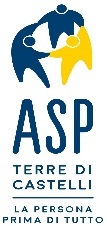 ASP
TERRE DI
CASTELLI
LA PERSONA
PRIMA DI TUTTO